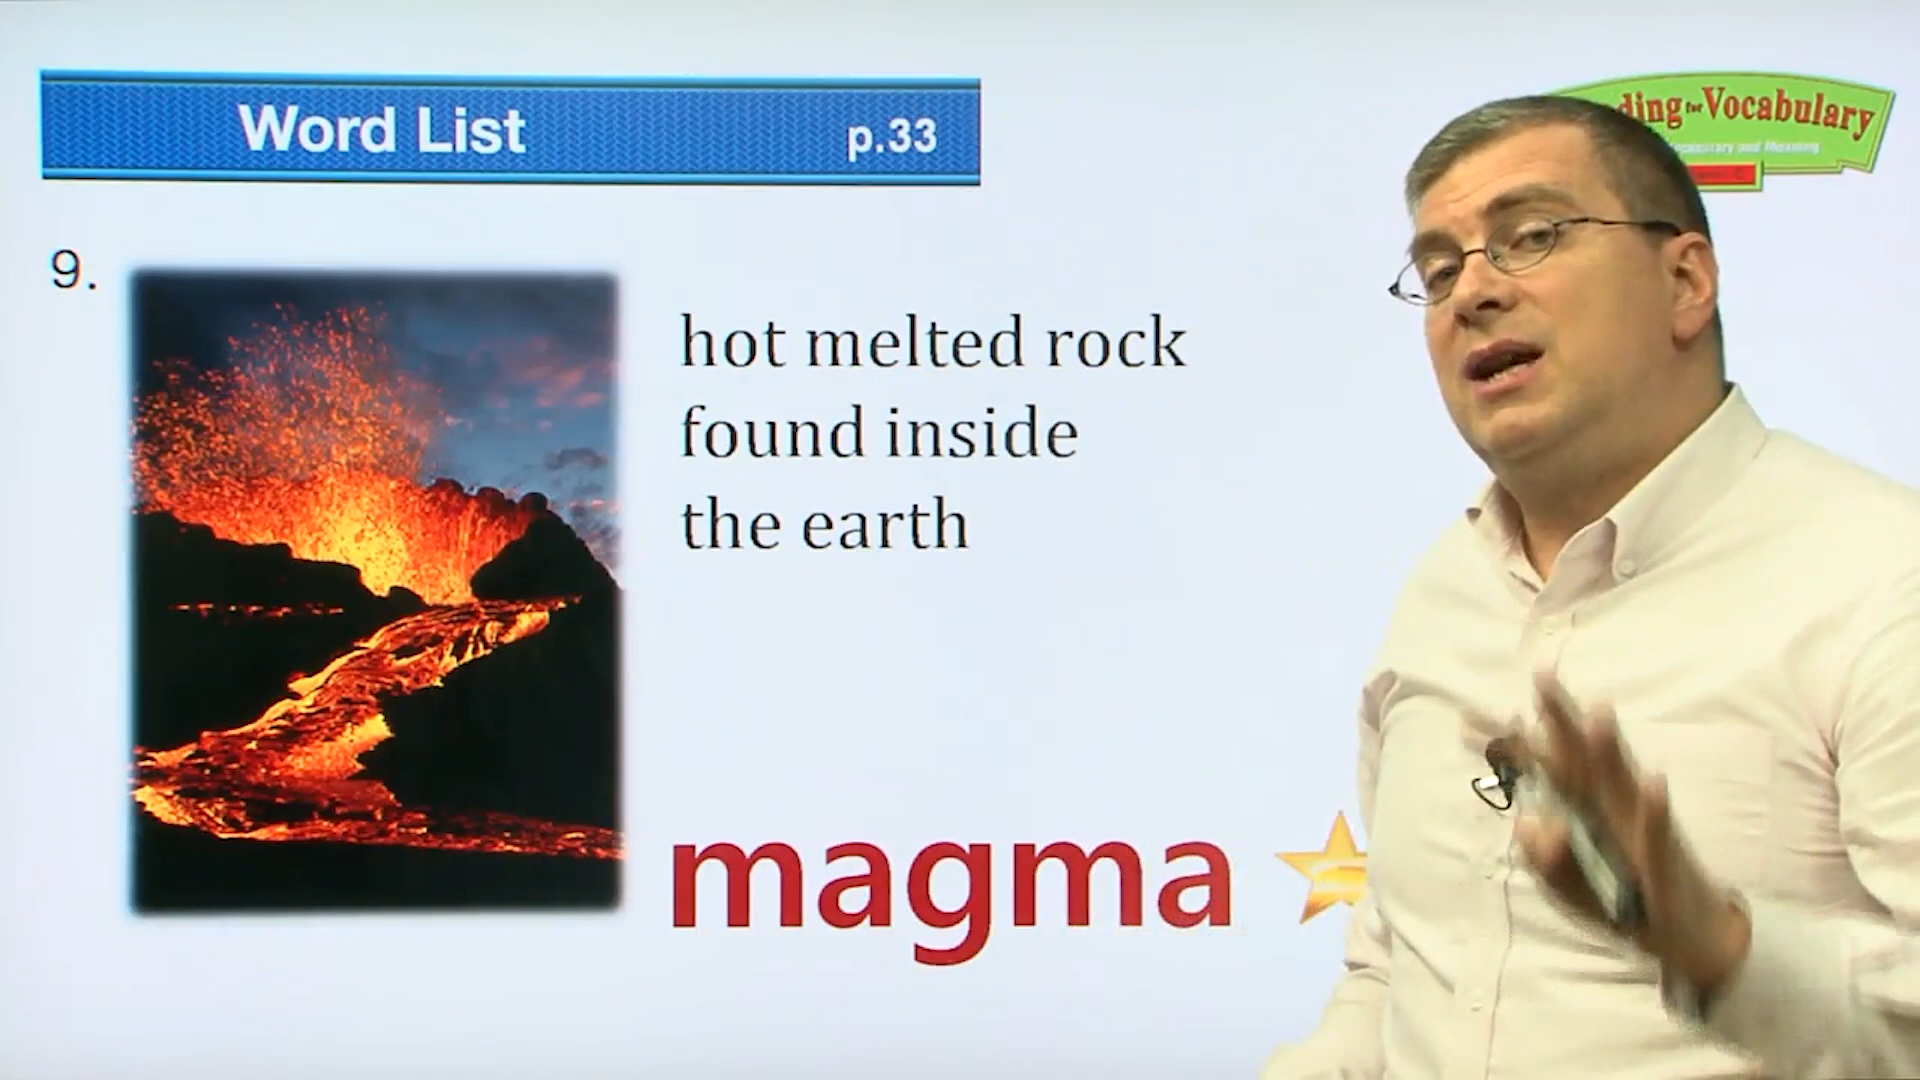 Word List
p.33
Vocabulary
9.
hot melted rock
found inside
the earth
magma